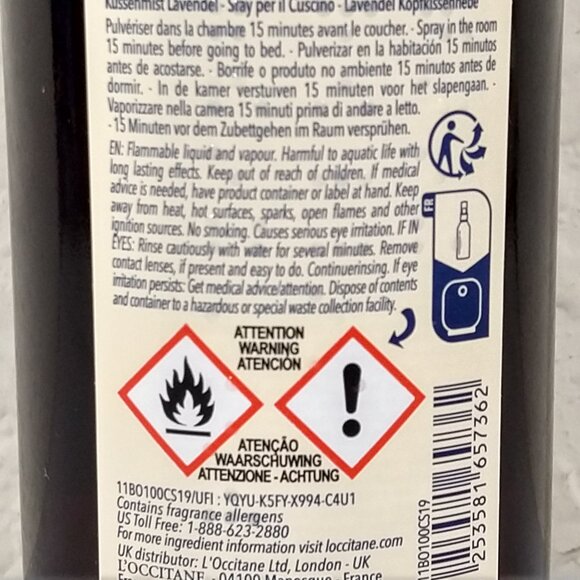 Kussenmist Lavendel - Sray per il Cuscino - Lavendel Kopfkissennebe
Pulvériser dans la chambre 15 minutes avant le coucher. · Spray in the room
15 minutes before going to bed. · Pulverizar en la habitación 15 minutos
antes de acostarse. · Borrife o produto no ambiente 15 minutos antes de
dormir. · In de kamer verstuiven 15 minuten voor het slapengaan. ·
Vaporizzare nella camera 15 minuti prima di andare a letto.
· 15 Minuten vor dem Zubettgehen im Raum versprühen.
EN: Flammable liquid and vapour. Harmful to aquatic life with
long lasting effects. Keep out of reach of children. If medical
advice is needed, have product container or label at hand. Keep
away from heat, hot surfaces, sparks, open flames and other
ignition sources. No smoking. Causes serious eye irritation. IF IN
EYES: Rinse cautiously with water for several minutes. Remove
contact lenses, if present and easy to do. Continuerinsing. If eye
irritation persists: Get medical advice/attention. Dispose of contents
and container to a hazardous or special waste collection facility.
FR
ATTENTION
WARNING
ATENCIÓN
ATENÇÃO
WAARSCHUWING
ATTENZIONE - ACHTUNG
11BO100CS19/UFI : YQYU-K5FY-X994-C4U1
Contains fragrance allergens
US Toll Free: 1-888-623-2880
For more ingredient information visit loccitane.com
UK distributor: L'Occitane Ltd, London - UK
L'OCCITANE - 04100 Manosque - France
11BO100CS19
253581 657362